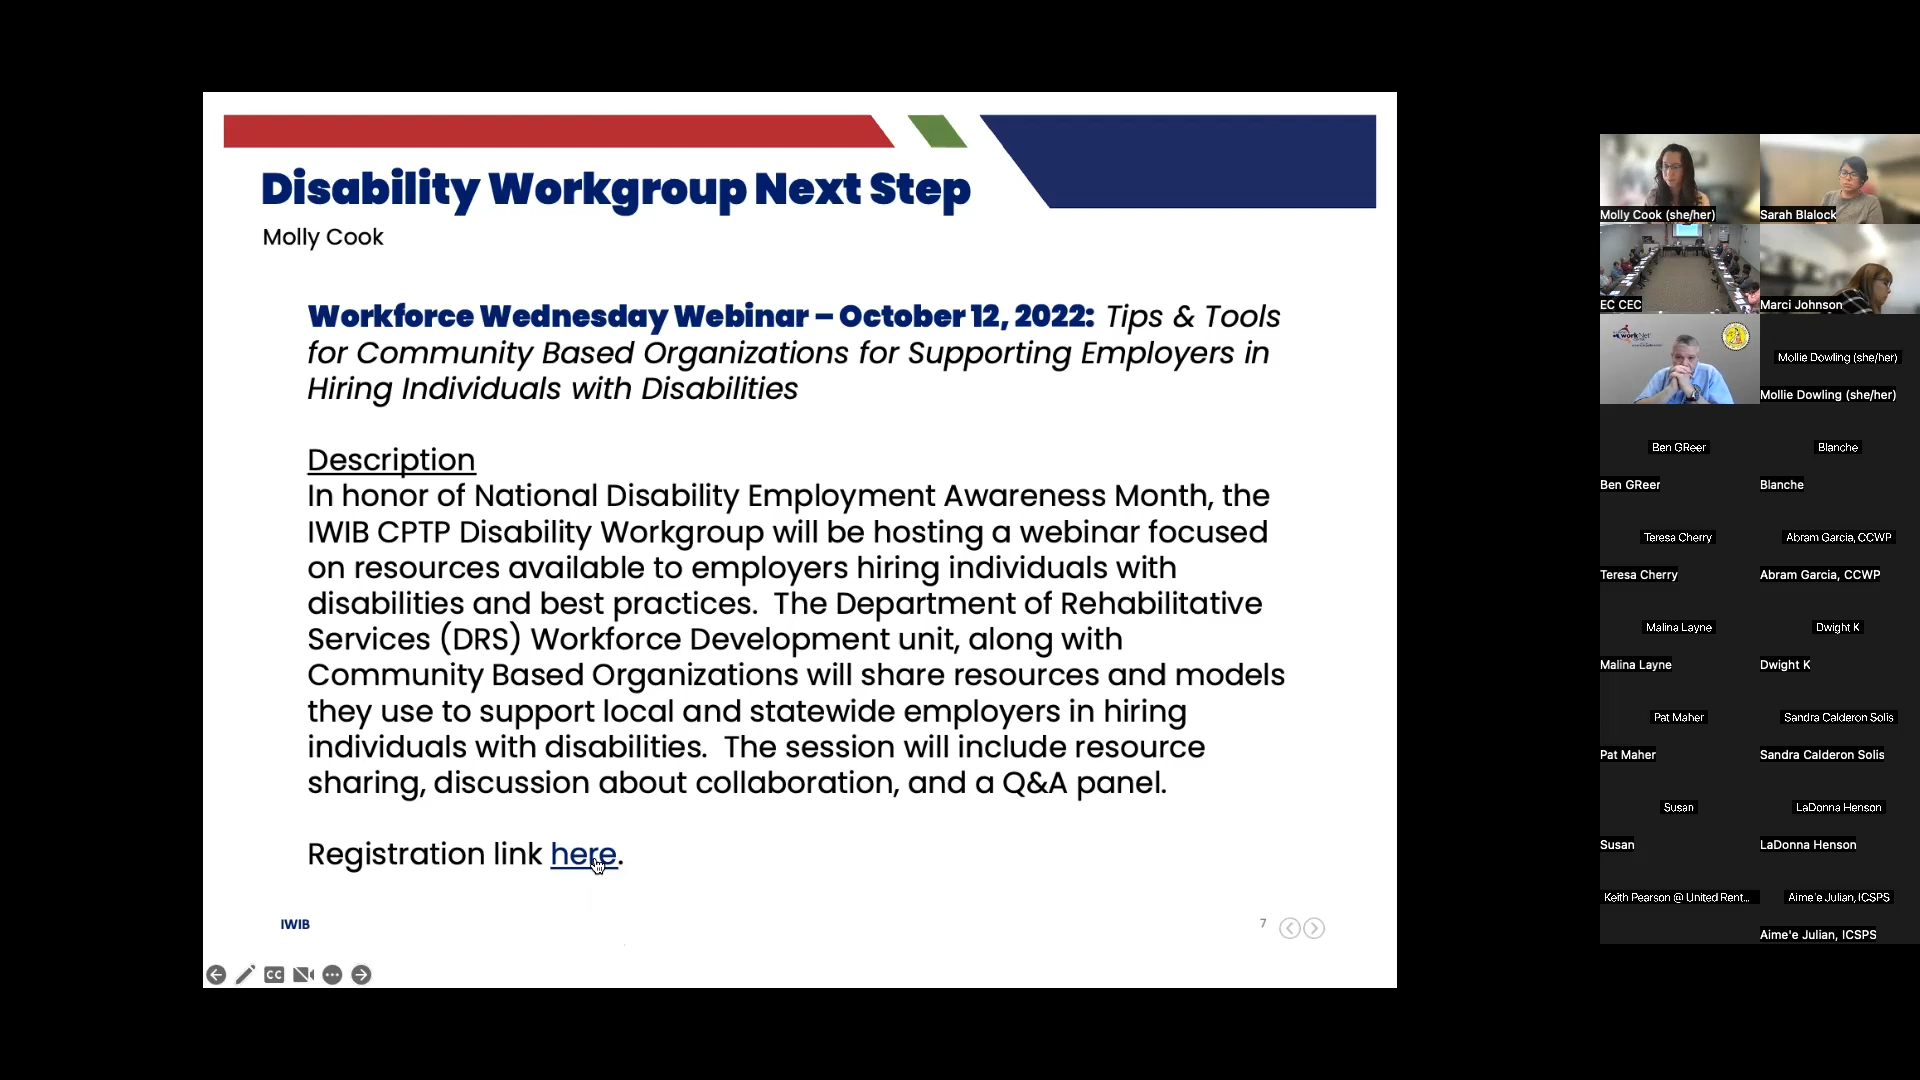 Disability Workgroup Next Step
Molly Cook
Workforce Wednesday Webinar – October 12, 2022: Tips & Tools
for Community Based Organizations for Supporting Employers in
Hiring Individuals with Disabilities
Description
In honor of National Disability Employment Awareness Month, the
IWIB CPTP Disability Workgroup will be hosting a webinar focused
on resources available to employers hiring individuals with
disabilities and best practices. The Department of Rehabilitative
Services (DRS) Workforce Development unit, along with
Community Based Organizations will share resources and models
they use to support local and statewide employers in hiring
individuals with disabilities. The session will include resource
sharing, discussion about collaboration, and a Q&A panel.
Registration link here.
IWIB
7
CC
Molly Cook (she/her)
Sarah Blalock
EC CEC
Marci Johnson
workNet
Mollie Dowling (she/her)
Mollie Dowling (she/her)
Ben GReer
Blanche
Ben GReer
Blanche
Teresa Cherry
Abram Garcia, CCWP
Teresa Cherry
Abram Garcia, CCWP
Malina Layne
Dwight K
Malina Layne
Dwight K
Pat Maher
Sandra Calderon Solis
Pat Maher
Sandra Calderon Solis
Susan
LaDonna Henson
Susan
LaDonna Henson
Keith Pearson @ United Rent...
Aime'e Julian, ICSPS
Aime'e Julian, ICSPS